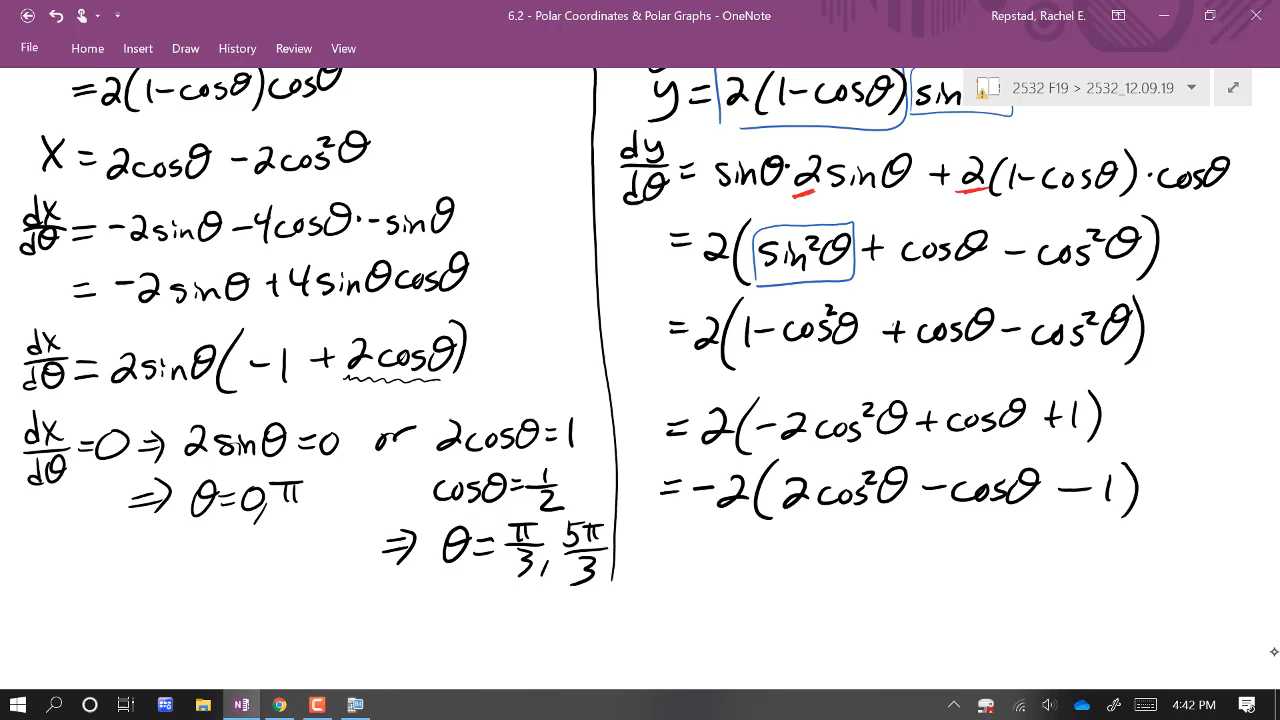 6.2 - Polar Coordinates & Polar Graphs - OneNote
Repstad, Rachel E.
File Home Insert Draw History Review View
2532 F19 > 2532_12.09.19
=2(1-cosθ)cosθ
x = 2cosθ - 2cos²θ
dx/dθ = -2sinθ - 4cosθ · -sinθ
= -2sinθ + 4sinθcosθ
dx/dθ = 2sinθ(-1 + 2cosθ)
dx/dθ = 0 ⇒ 2sinθ = 0 or 2cosθ = 1
⇒ θ = 0, π cosθ = 1/2
⇒ θ = π/3, 5π/3
y = 2(1-cosθ) sin
dy/dθ = sinθ · 2sinθ + 2(1-cosθ) · cosθ
= 2(sin²θ + cosθ - cos²θ)
= 2(1-cos²θ + cosθ - cos²θ)
= 2(-2cos²θ + cosθ + 1)
= -2(2cos²θ - cosθ - 1)
4:42 PM